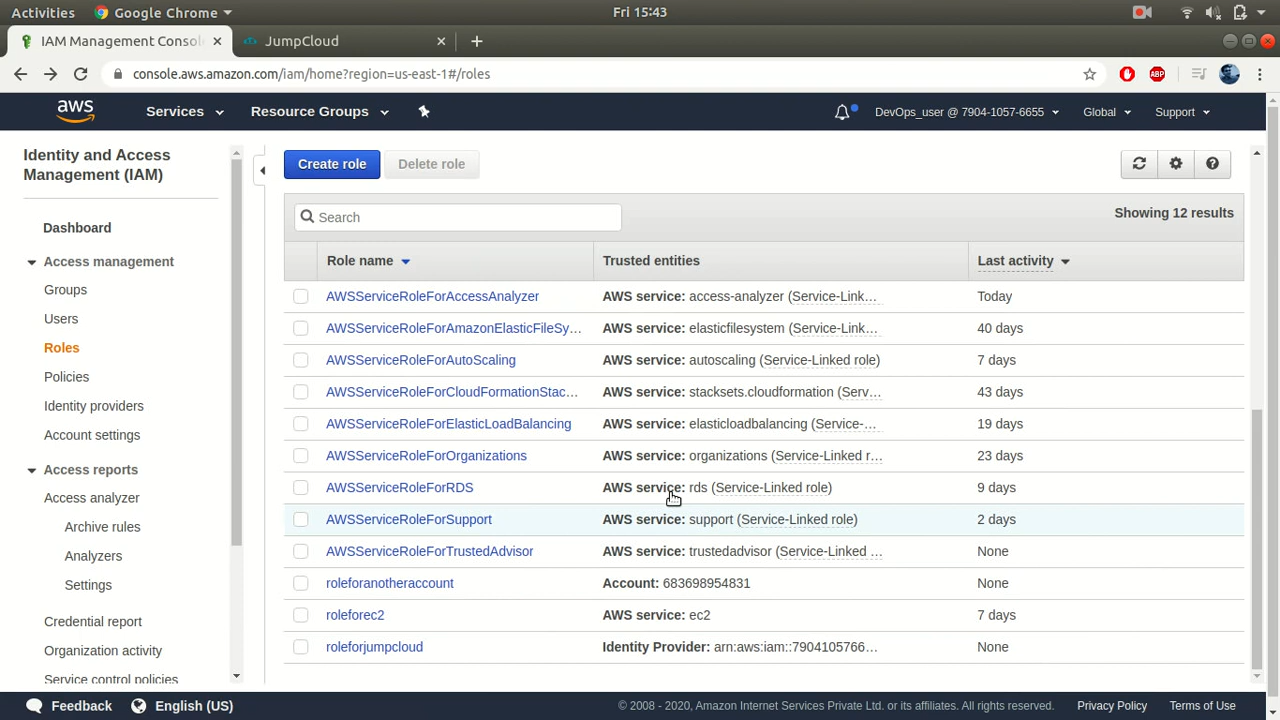 Activities Google Chrome Fri 15:43
IAM Management Consol JumpCloud
console.aws.amazon.com/iam/home?region=us-east-1#/roles
ABP
aws Services Resource Groups DevOps_user @ 7904-1057-6655 Global Support
Identity and Access
Management (IAM)
Dashboard
Access management
Groups
Users
Roles
Policies
Identity providers
Account settings
Access reports
Access analyzer
Archive rules
Analyzers
Settings
Credential report
Organization activity
Service control policies
Create role Delete role
Search Showing 12 results
Role name Trusted entities Last activity
AWSServiceRoleForAccessAnalyzer AWS service: access-analyzer (Service-Link… Today
AWSServiceRoleForAmazonElasticFileSy… AWS service: elasticfilesystem (Service-Link… 40 days
AWSServiceRoleForAutoScaling AWS service: autoscaling (Service-Linked role) 7 days
AWSServiceRoleForCloudFormationStac… AWS service: stacksets.cloudformation (Serv… 43 days
AWSServiceRoleForElasticLoadBalancing AWS service: elasticloadbalancing (Service-… 19 days
AWSServiceRoleForOrganizations AWS service: organizations (Service-Linked r… 23 days
AWSServiceRoleForRDS AWS service: rds (Service-Linked role) 9 days
AWSServiceRoleForSupport AWS service: support (Service-Linked role) 2 days
AWSServiceRoleForTrustedAdvisor AWS service: trustedadvisor (Service-Linked … None
roleforanotheraccount Account: 683698954831 None
roleforec2 AWS service: ec2 7 days
roleforjumpcloud Identity Provider: arn:aws:iam::7904105766… None
Feedback English (US) © 2008 - 2020, Amazon Internet Services Private Ltd. or its affiliates. All rights reserved. Privacy Policy Terms of Use